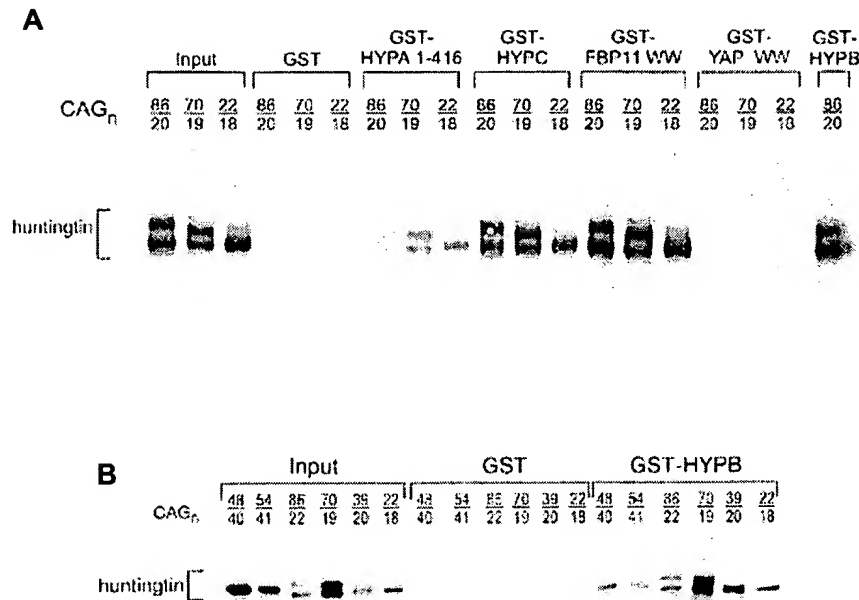 A
GST- GST- GST- GST- GST-
Input GST HYPA 1-416 HYPC FBP11 WW YAP WW HYPB
86 70 22 86 70 22 86 70 22 86 70 22 86 70 22 86 70 22 86
CAGn
20 19 18 20 19 18 20 19 18 20 19 18 20 19 18 20 19 18 20
huntingtin
B
Input GST GST-HYPB
48 54 86 70 39 22 48 54 86 70 39 22 48 54 86 70 39 22
CAGn
40 41 22 19 20 18 40 41 22 19 20 18 40 41 22 19 20 18
huntingtin